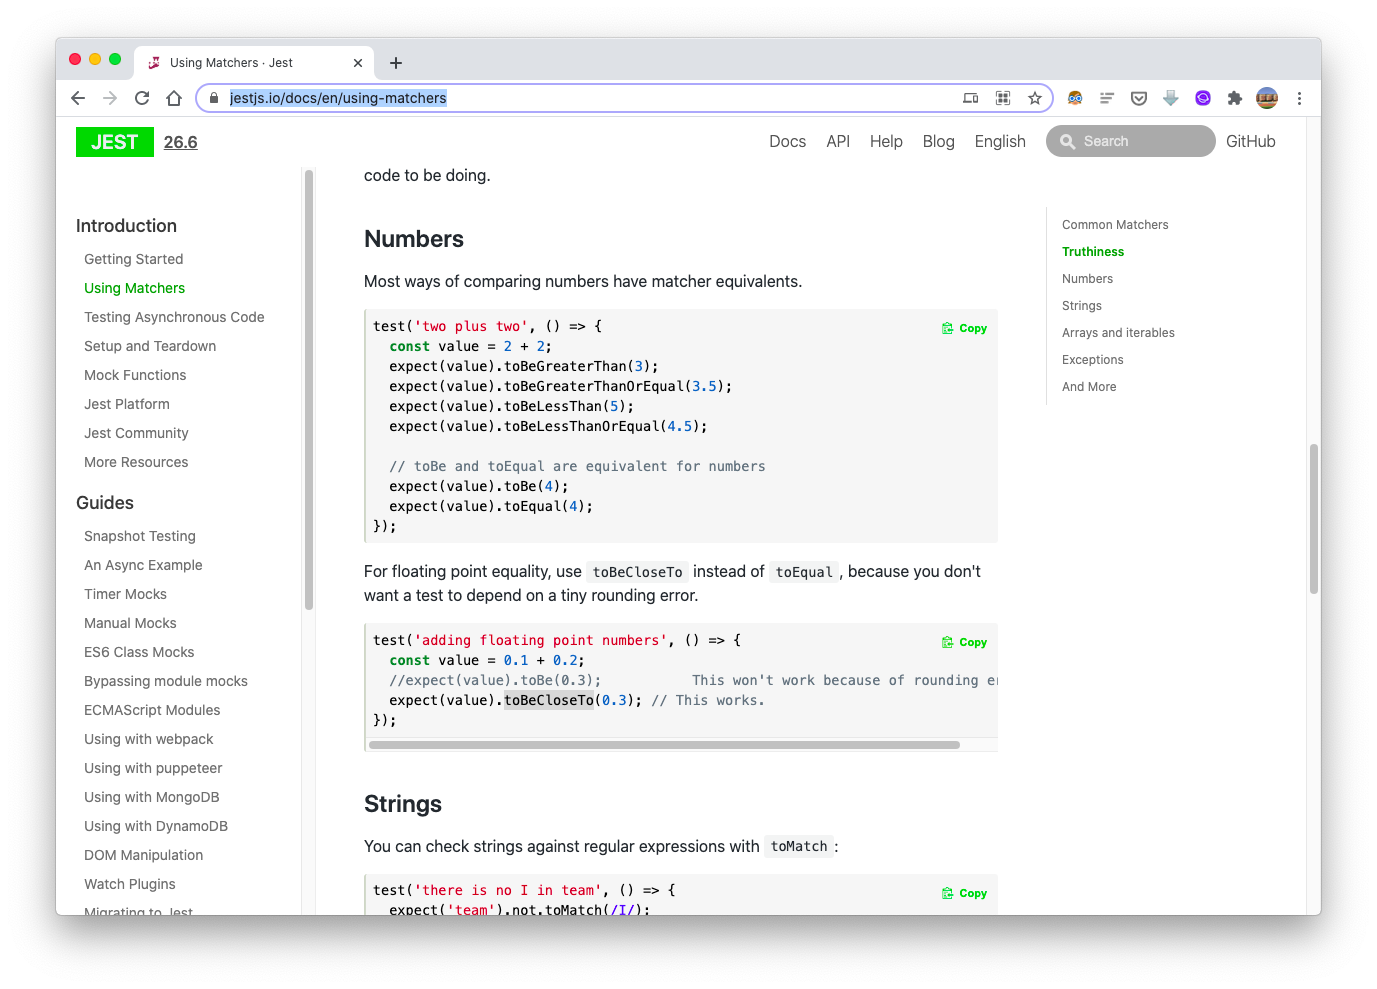 Using Matchers · Jest
jestjs.io/docs/en/using-matchers
JEST 26.6
Docs API Help Blog English Search GitHub
Introduction
Getting Started
Using Matchers
Testing Asynchronous Code
Setup and Teardown
Mock Functions
Jest Platform
Jest Community
More Resources
Guides
Snapshot Testing
An Async Example
Timer Mocks
Manual Mocks
ES6 Class Mocks
Bypassing module mocks
ECMAScript Modules
Using with webpack
Using with puppeteer
Using with MongoDB
Using with DynamoDB
DOM Manipulation
Watch Plugins
Migrating to Jest
code to be doing.
Numbers
Most ways of comparing numbers have matcher equivalents.
Copy
test('two plus two', () => {
  const value = 2 + 2;
  expect(value).toBeGreaterThan(3);
  expect(value).toBeGreaterThanOrEqual(3.5);
  expect(value).toBeLessThan(5);
  expect(value).toBeLessThanOrEqual(4.5);
  // toBe and toEqual are equivalent for numbers
  expect(value).toBe(4);
  expect(value).toEqual(4);
});
For floating point equality, use toBeCloseTo instead of toEqual, because you don't
want a test to depend on a tiny rounding error.
Copy
test('adding floating point numbers', () => {
  const value = 0.1 + 0.2;
  //expect(value).toBe(0.3);           This won't work because of rounding er
  expect(value).toBeCloseTo(0.3); // This works.
});
Strings
You can check strings against regular expressions with toMatch:
Copy
test('there is no I in team', () => {
  expect('team').not.toMatch(/I/);
Common Matchers
Truthiness
Numbers
Strings
Arrays and iterables
Exceptions
And More